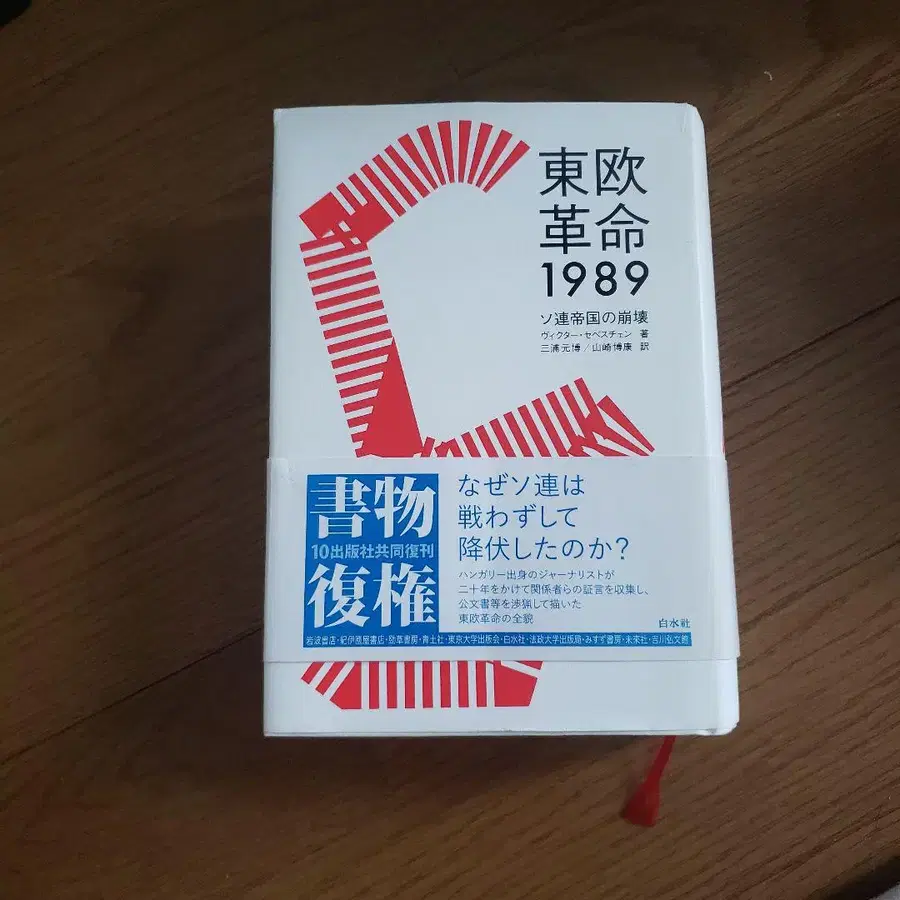 東欧
革命
1989
ソ連帝国の崩壊
ヴィクター・セベスチェン 著
三浦元博／山崎博康 訳
書物
10出版社共同復刊
復権
なぜソ連は
戦わずして
降伏したのか？
ハンガリー出身のジャーナリストが
二十年をかけて関係者らの証言を収集し、
公文書等を渉猟して描いた
東欧革命の全貌
白水社
岩波書店・紀伊國屋書店・勁草書房・青土社・東京大学出版会・白水社・法政大学出版局・みすず書房・未來社・吉川弘文館